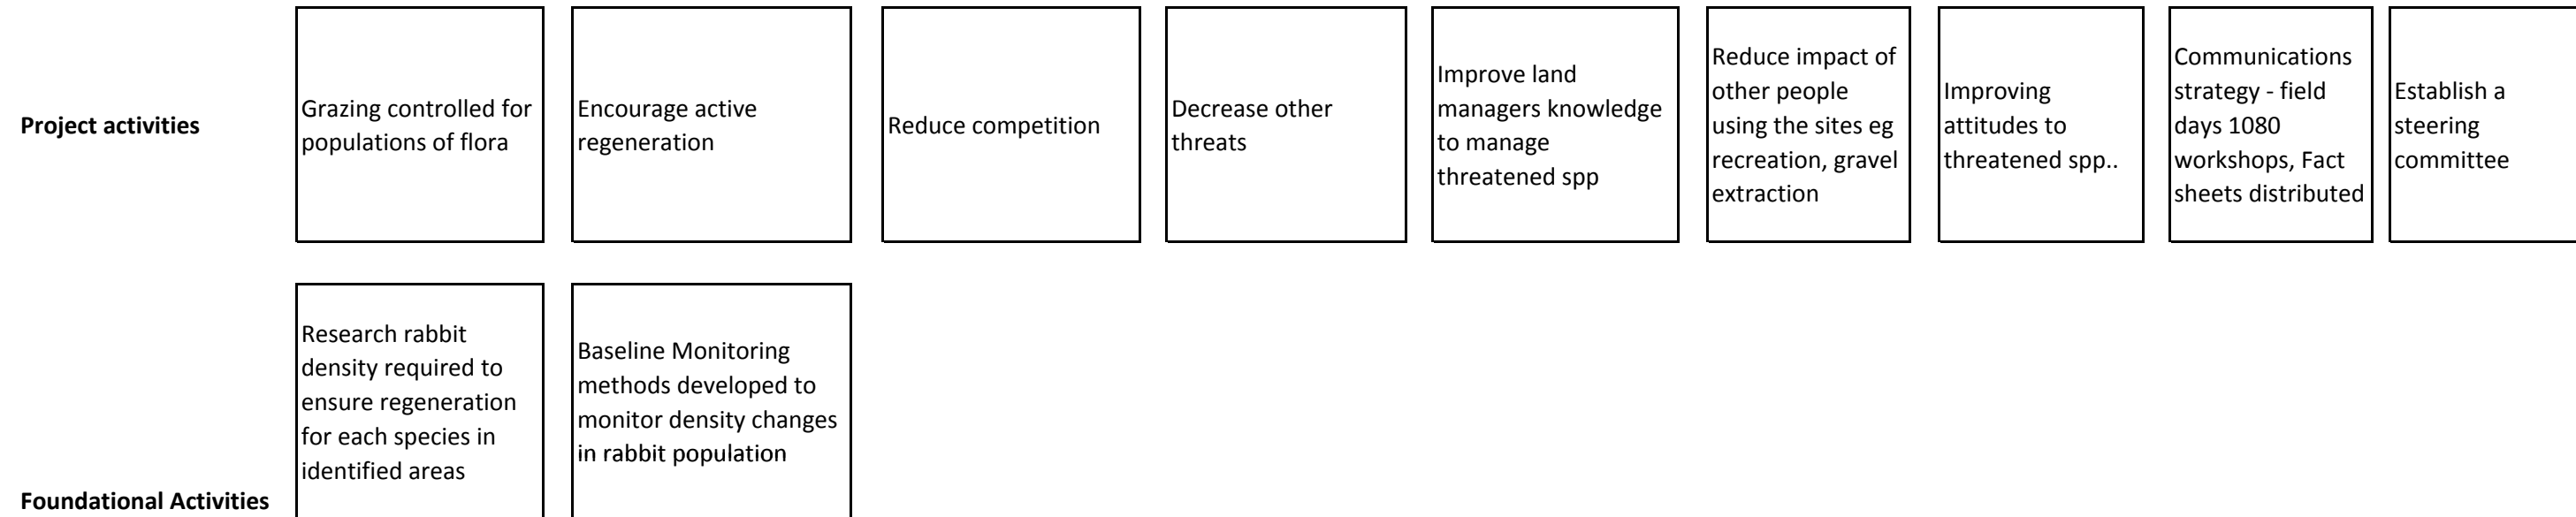 Project activities
Grazing controlled for
populations of flora
Encourage active
regeneration
Reduce competition
Decrease other
threats
Improve land
managers knowledge
to manage
threatened spp
Reduce impact of
other people
using the sites eg
recreation, gravel
extraction
Improving
attitudes to
threatened spp..
Communications
strategy - field
days 1080
workshops, Fact
sheets distributed
Establish a
steering
committee
Foundational Activities
Research rabbit
density required to
ensure regeneration
for each species in
identified areas
Baseline Monitoring
methods developed to
monitor density changes
in rabbit population